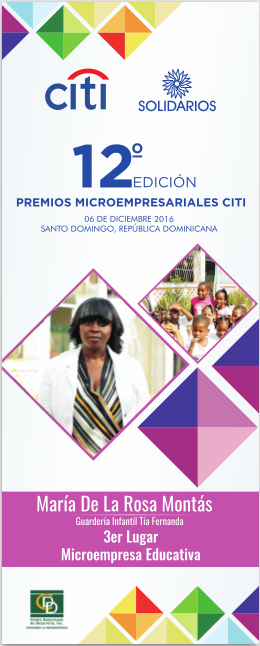 citi
SOLIDARIOS
12º
EDICIÓN
PREMIOS MICROEMPRESARIALES CITI
06 DE DICIEMBRE 2016
SANTO DOMINGO, REPÚBLICA DOMINICANA
María De La Rosa Montás
Guardería Infantil Tía Fernanda
3er Lugar
Microempresa Educativa